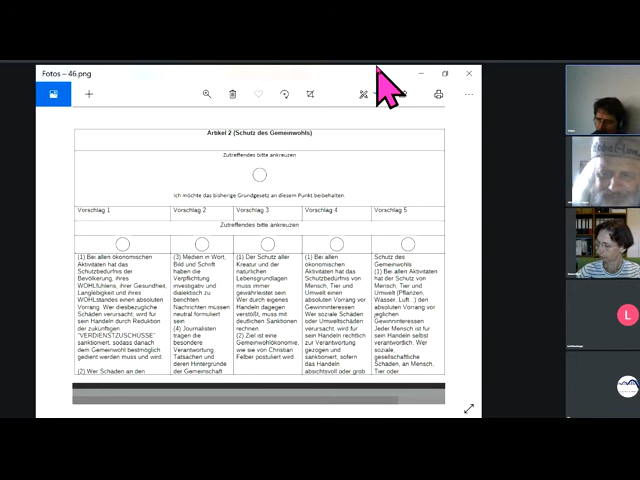 Fotos – 46.png
Artikel 2 (Schutz des Gemeinwohls)
Zutreffendes bitte ankreuzen
Ich möchte das bisherige Grundgesetz an diesem Punkt beibehalten.
Vorschlag 1
Vorschlag 2
Vorschlag 3
Vorschlag 4
Vorschlag 5
Zutreffendes bitte ankreuzen
(1) Bei allen
ökonomischen
Aktivitäten hat das
Schutzbedürfnis der
Bevölkerung, ihres
WOHLfühlens, ihrer Gesundheit,
Langlebigkeit und ihres
WOHLstandes einen absoluten
Vorrang. Wer diesbezügliche
Schäden verursacht, wird für
sein Handeln durch Reduktion
der zukünftigen
"VERDIENSTZUSCHÜSSE"
sanktioniert, sodass danach
dem Gemeinwohl bestmöglich
gedient werden muss und wird.
(2) Wer Schäden an den
(3) Medien in Wort,
Bild und Schrift
haben die
Verpflichtung
investigativ und
dialektisch zu
berichten.
Nachrichten müssen
neutral formuliert
sein.
(4) Journalisten
tragen die
besondere
Verantwortung,
Tatsachen und
deren Hintergründe
der Gemeinschaft
(1) Der Schutz aller
Kreatur und der
natürlichen
Lebensgrundlagen
muss immer
gewährleistet sein.
Wer durch eigenes
Handeln dagegen
verstößt, muss mit
deutlichen Sanktionen
rechnen.
(2) Ziel ist eine
Gemeinwohlökonomie,
wie sie von Christian
Felber postuliert wird.
(1) Bei allen
ökonomischen
Aktivitäten hat das
Schutzbedürfnis von
Mensch, Tier und
Umwelt einen
absoluten Vorrang vor
Gewinninteressen.
Wer soziale Schäden
oder Umweltschäden
verursacht, wird für
sein Handeln rechtlich
zur Verantwortung
gezogen und
sanktioniert, sofern
das Handeln
absichtsvoll oder grob
Schutz des
Gemeinwohls
(1) Bei allen Aktivitäten
hat der Schutz von
Mensch, Tier und
Umwelt (Pflanzen,
Wasser, Luft...) den
absoluten Vorrang vor
jeglichen
Gewinninteressen.
Jeder Mensch ist für
sein Handeln selbst
verantwortlich. Wer
soziale,
gesellschaftliche
Schäden, an Mensch,
Tier oder
L